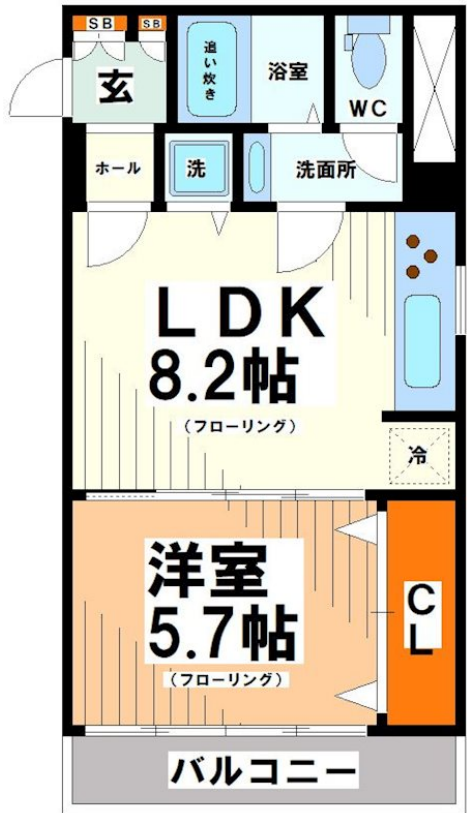 SB
SB
玄
追い炊き
浴室
WC
ホール
洗
洗面所
LDK
8.2帖
(フローリング)
冷
洋室
5.7帖
(フローリング)
CL
バルコニー